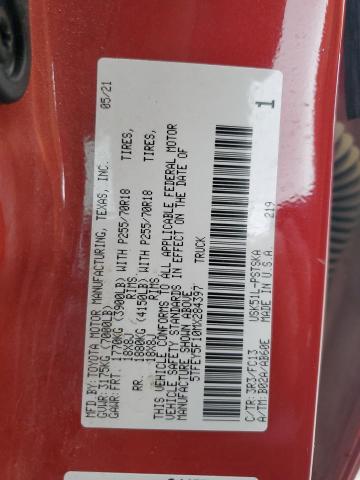 MFD.BY: TOYOTA MOTOR MANUFACTURING, TEXAS, INC. 05/21
GVWR: 3175KG (7000LB)
GAWR: FRT. 1770KG (3900LB) WITH P255/70R18 TIRES,
18X8J RIMS
RR. 1880KG (4150LB) WITH P255/70R18 TIRES,
18X8J RIMS
THIS VEHICLE CONFORMS TO ALL APPLICABLE FEDERAL MOTOR
VEHICLE SAFETY STANDARDS IN EFFECT ON THE DATE OF
MANUFACTURE SHOWN ABOVE.
5TFEY5F10MX284397 TRUCK
219 1
C/TR: 3R3/FC13 USK51L-PSTSKA
A/TM: B02A/AB60E MADE IN U.S.A.